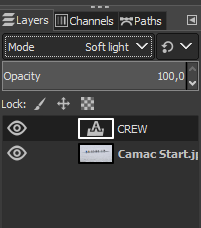 Layers Channels Paths
Mode Soft light
Opacity 100,0
Lock:
CREW
Camac Start.jp